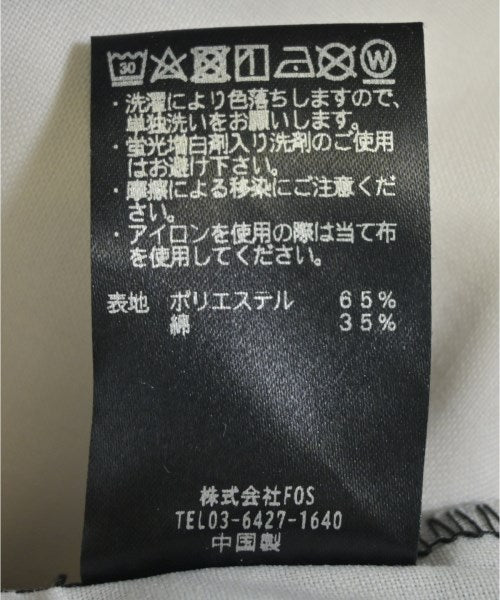 30
・洗濯により色落ちしますので、
単独洗いをお願いします。
・蛍光増白剤入り洗剤のご使用
はお避け下さい。
・摩擦による移染にご注意くだ
さい。
・アイロンを使用の際は当て布
を使用してください。
表地 ポリエステル 65%
綿 35%
株式会社FOS
TEL03-6427-1640
中国製